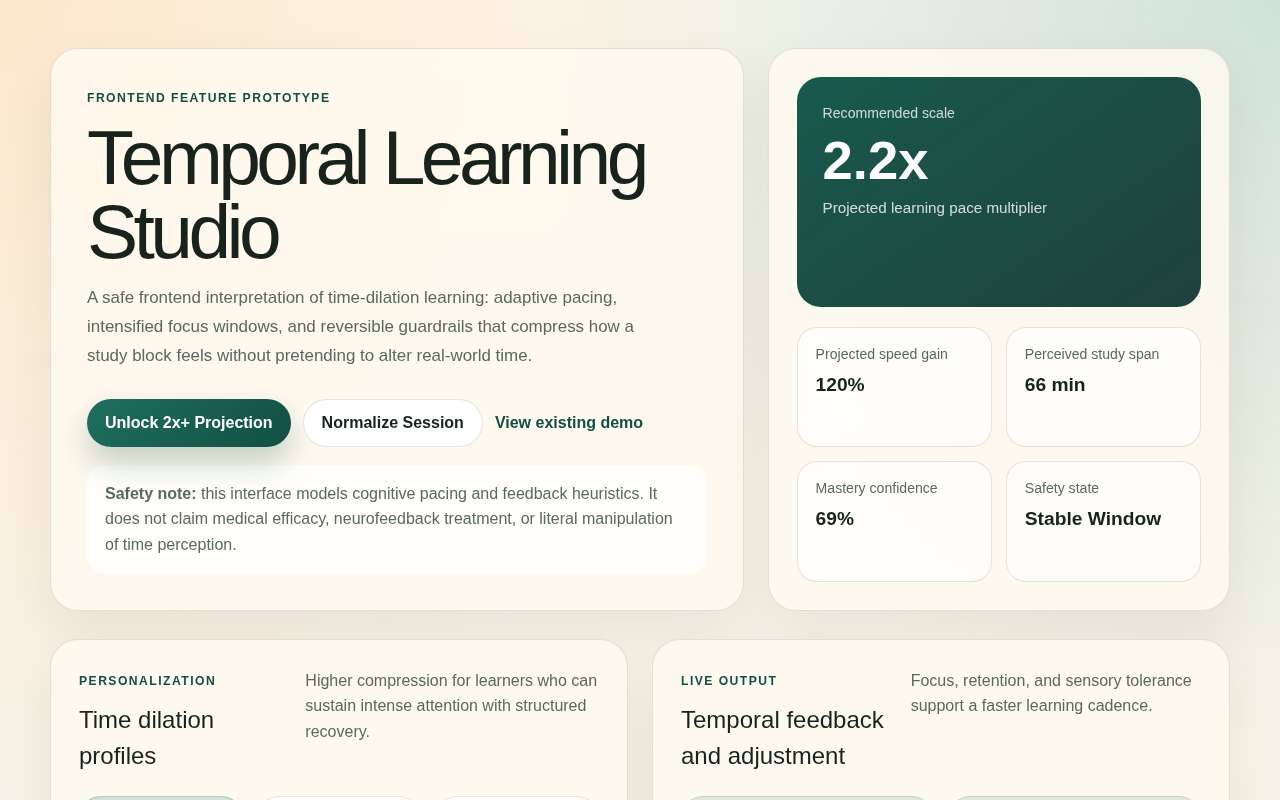 FRONTEND FEATURE PROTOTYPE
Temporal Learning
Studio
A safe frontend interpretation of time-dilation learning: adaptive pacing,
intensified focus windows, and reversible guardrails that compress how a
study block feels without pretending to alter real-world time.
Unlock 2x+ Projection
Normalize Session
View existing demo
Safety note: this interface models cognitive pacing and feedback heuristics. It
does not claim medical efficacy, neurofeedback treatment, or literal manipulation
of time perception.
Recommended scale
2.2x
Projected learning pace multiplier
Projected speed gain
120%
Perceived study span
66 min
Mastery confidence
69%
Safety state
Stable Window
PERSONALIZATION
Time dilation
profiles
Higher compression for learners who can
sustain intense attention with structured
recovery.
LIVE OUTPUT
Temporal feedback
and adjustment
Focus, retention, and sensory tolerance
support a faster learning cadence.